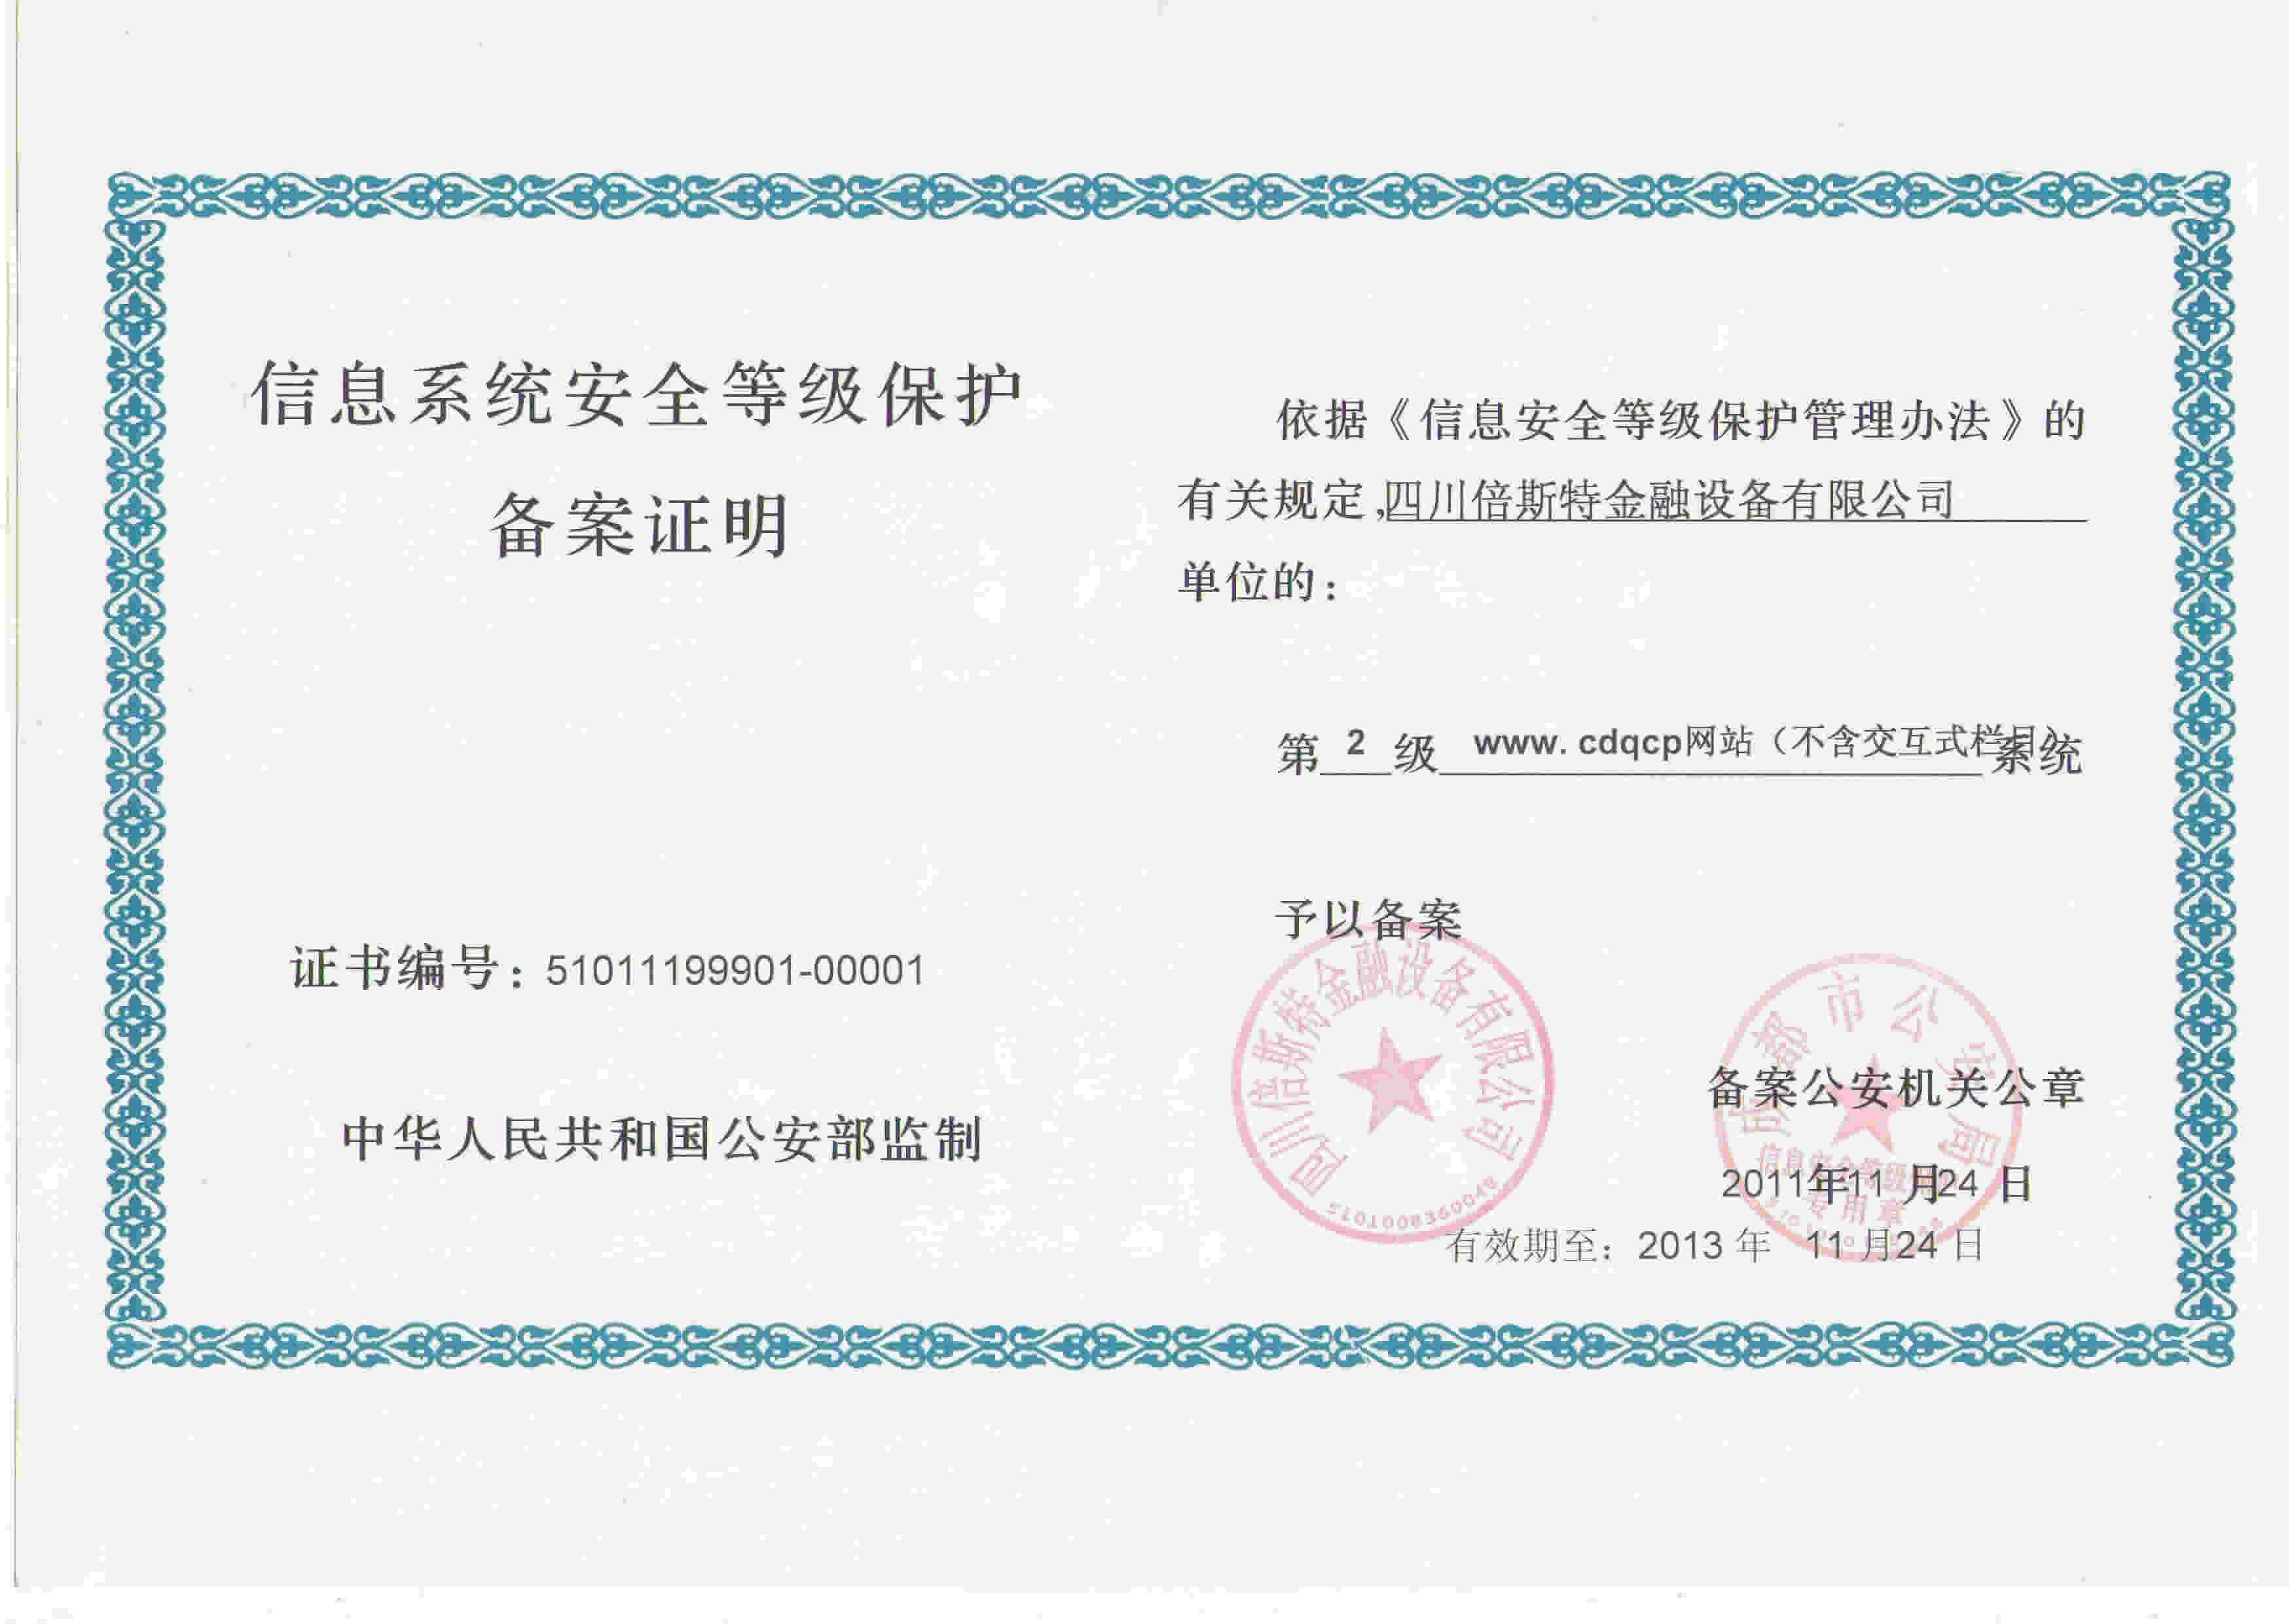 信息系统安全等级保护
备案证明
证书编号：51011199901-00001
中华人民共和国公安部监制
依据《信息安全等级保护管理办法》的
有关规定，四川倍斯特金融设备有限公司
单位的：
第 2 级 www. cdqcp网站（不含交互式栏目）系统
予以备案
四川倍斯特金融设备有限公司
5101008360048
成都市公安局
备案公安机关公章
信息安全等级
专用章
2011年11月24日
有效期至：2013 年 11 月24 日